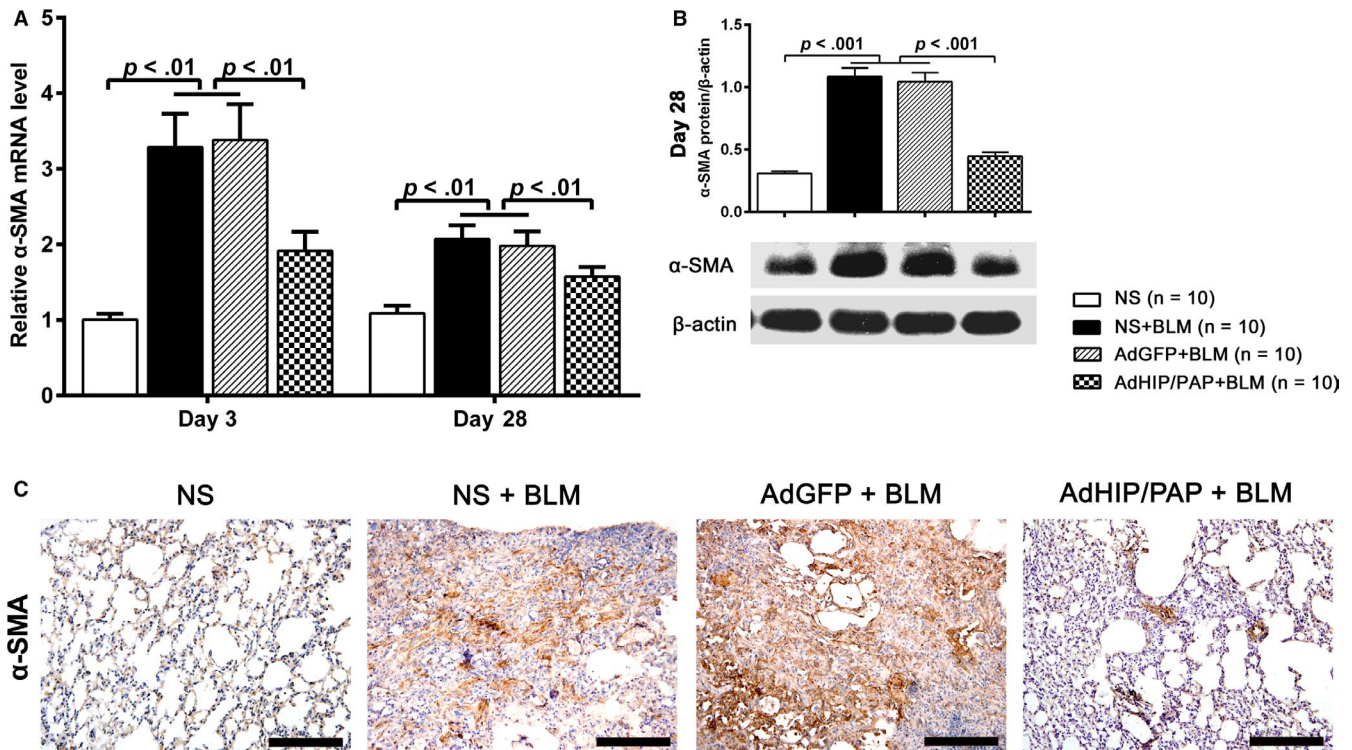 A
Relative α-SMA mRNA level
5
4
3
2
1
0
p < .01
p < .01
p < .01
p < .01
Day 3
Day 28
B
Day 28
α-SMA protein/β-actin
1.5
1.0
0.5
0.0
p < .001
p < .001
α-SMA
β-actin
NS (n = 10)
NS+BLM (n = 10)
AdGFP+BLM (n = 10)
AdHIP/PAP+BLM (n = 10)
C
NS
NS + BLM
AdGFP + BLM
AdHIP/PAP + BLM
α-SMA